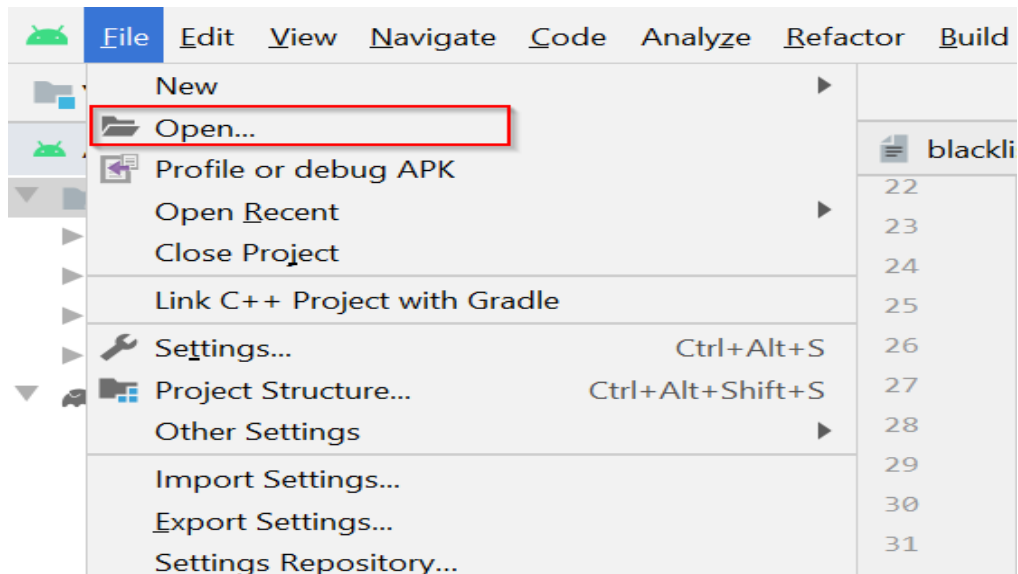 File Edit View Navigate Code Analyze Refactor Build
New
Open...
Profile or debug APK
Open Recent
Close Project
Link C++ Project with Gradle
Settings... Ctrl+Alt+S
Project Structure... Ctrl+Alt+Shift+S
Other Settings
Import Settings...
Export Settings...
Settings Repository...
blackli
22
23
24
25
26
27
28
29
30
31